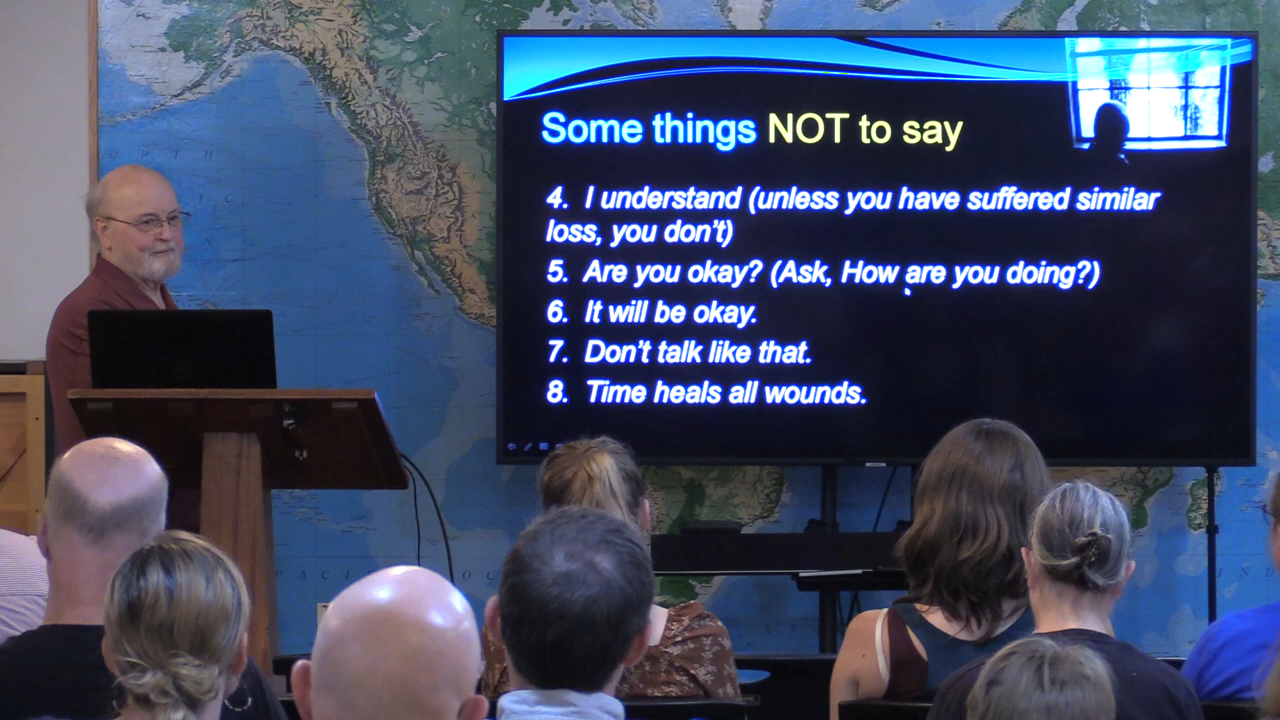 Some things NOT to say
4. I understand (unless you have suffered similar
loss, you don't)
5. Are you okay? (Ask, How are you doing?)
6. It will be okay.
7. Don't talk like that.
8. Time heals all wounds.